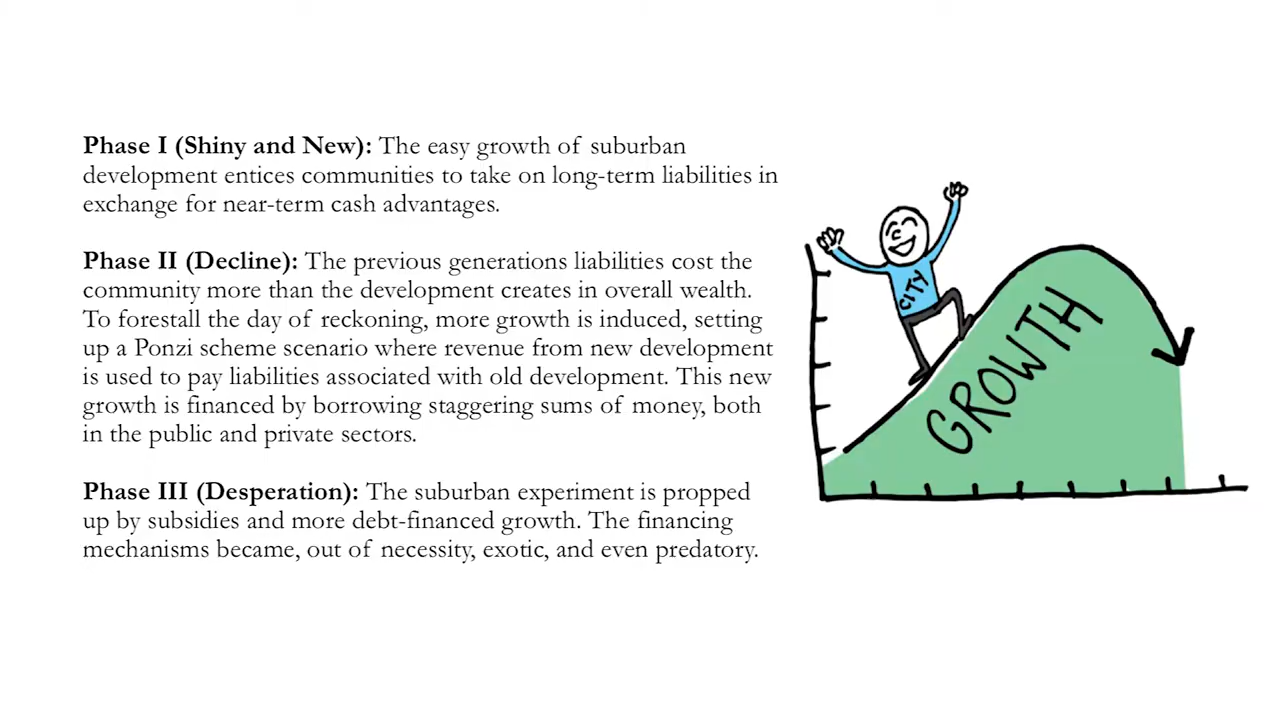 Phase I (Shiny and New): The easy growth of suburban
development entices communities to take on long-term liabilities in
exchange for near-term cash advantages.
Phase II (Decline): The previous generations liabilities cost the
community more than the development creates in overall wealth.
To forestall the day of reckoning, more growth is induced, setting
up a Ponzi scheme scenario where revenue from new development
is used to pay liabilities associated with old development. This new
growth is financed by borrowing staggering sums of money, both
in the public and private sectors.
Phase III (Desperation): The suburban experiment is propped
up by subsidies and more debt-financed growth. The financing
mechanisms became, out of necessity, exotic, and even predatory.
CITY
GROWTH